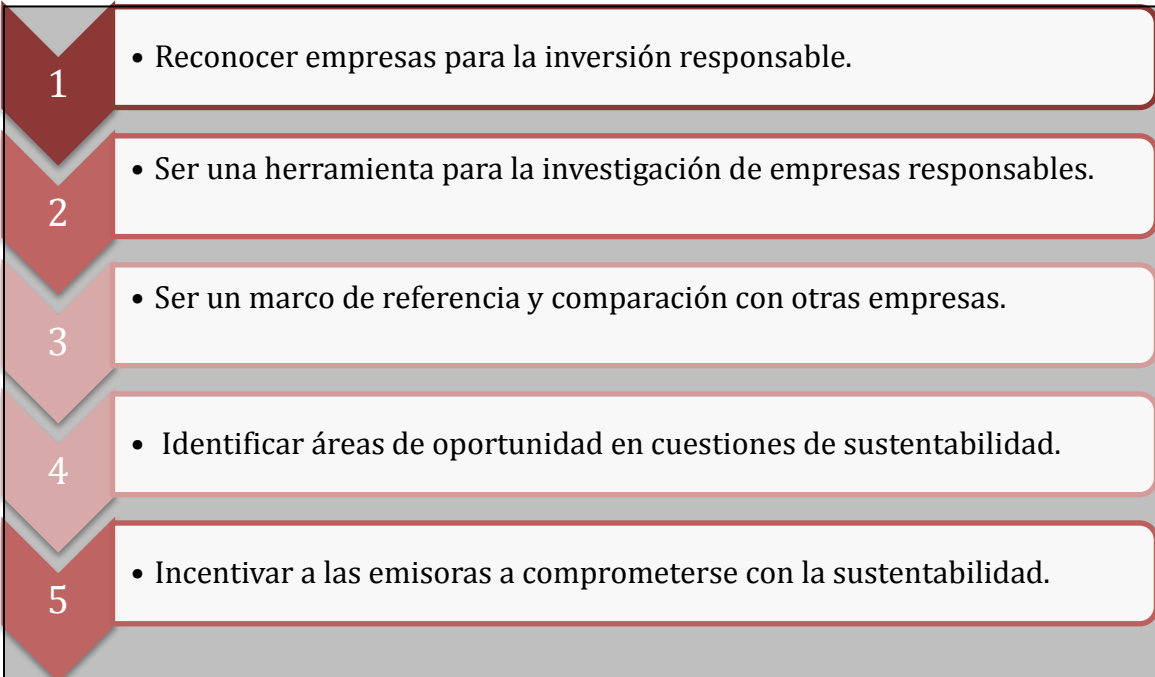 1
• Reconocer empresas para la inversión responsable.
2
• Ser una herramienta para la investigación de empresas responsables.
3
• Ser un marco de referencia y comparación con otras empresas.
4
• Identificar áreas de oportunidad en cuestiones de sustentabilidad.
5
• Incentivar a las emisoras a comprometerse con la sustentabilidad.